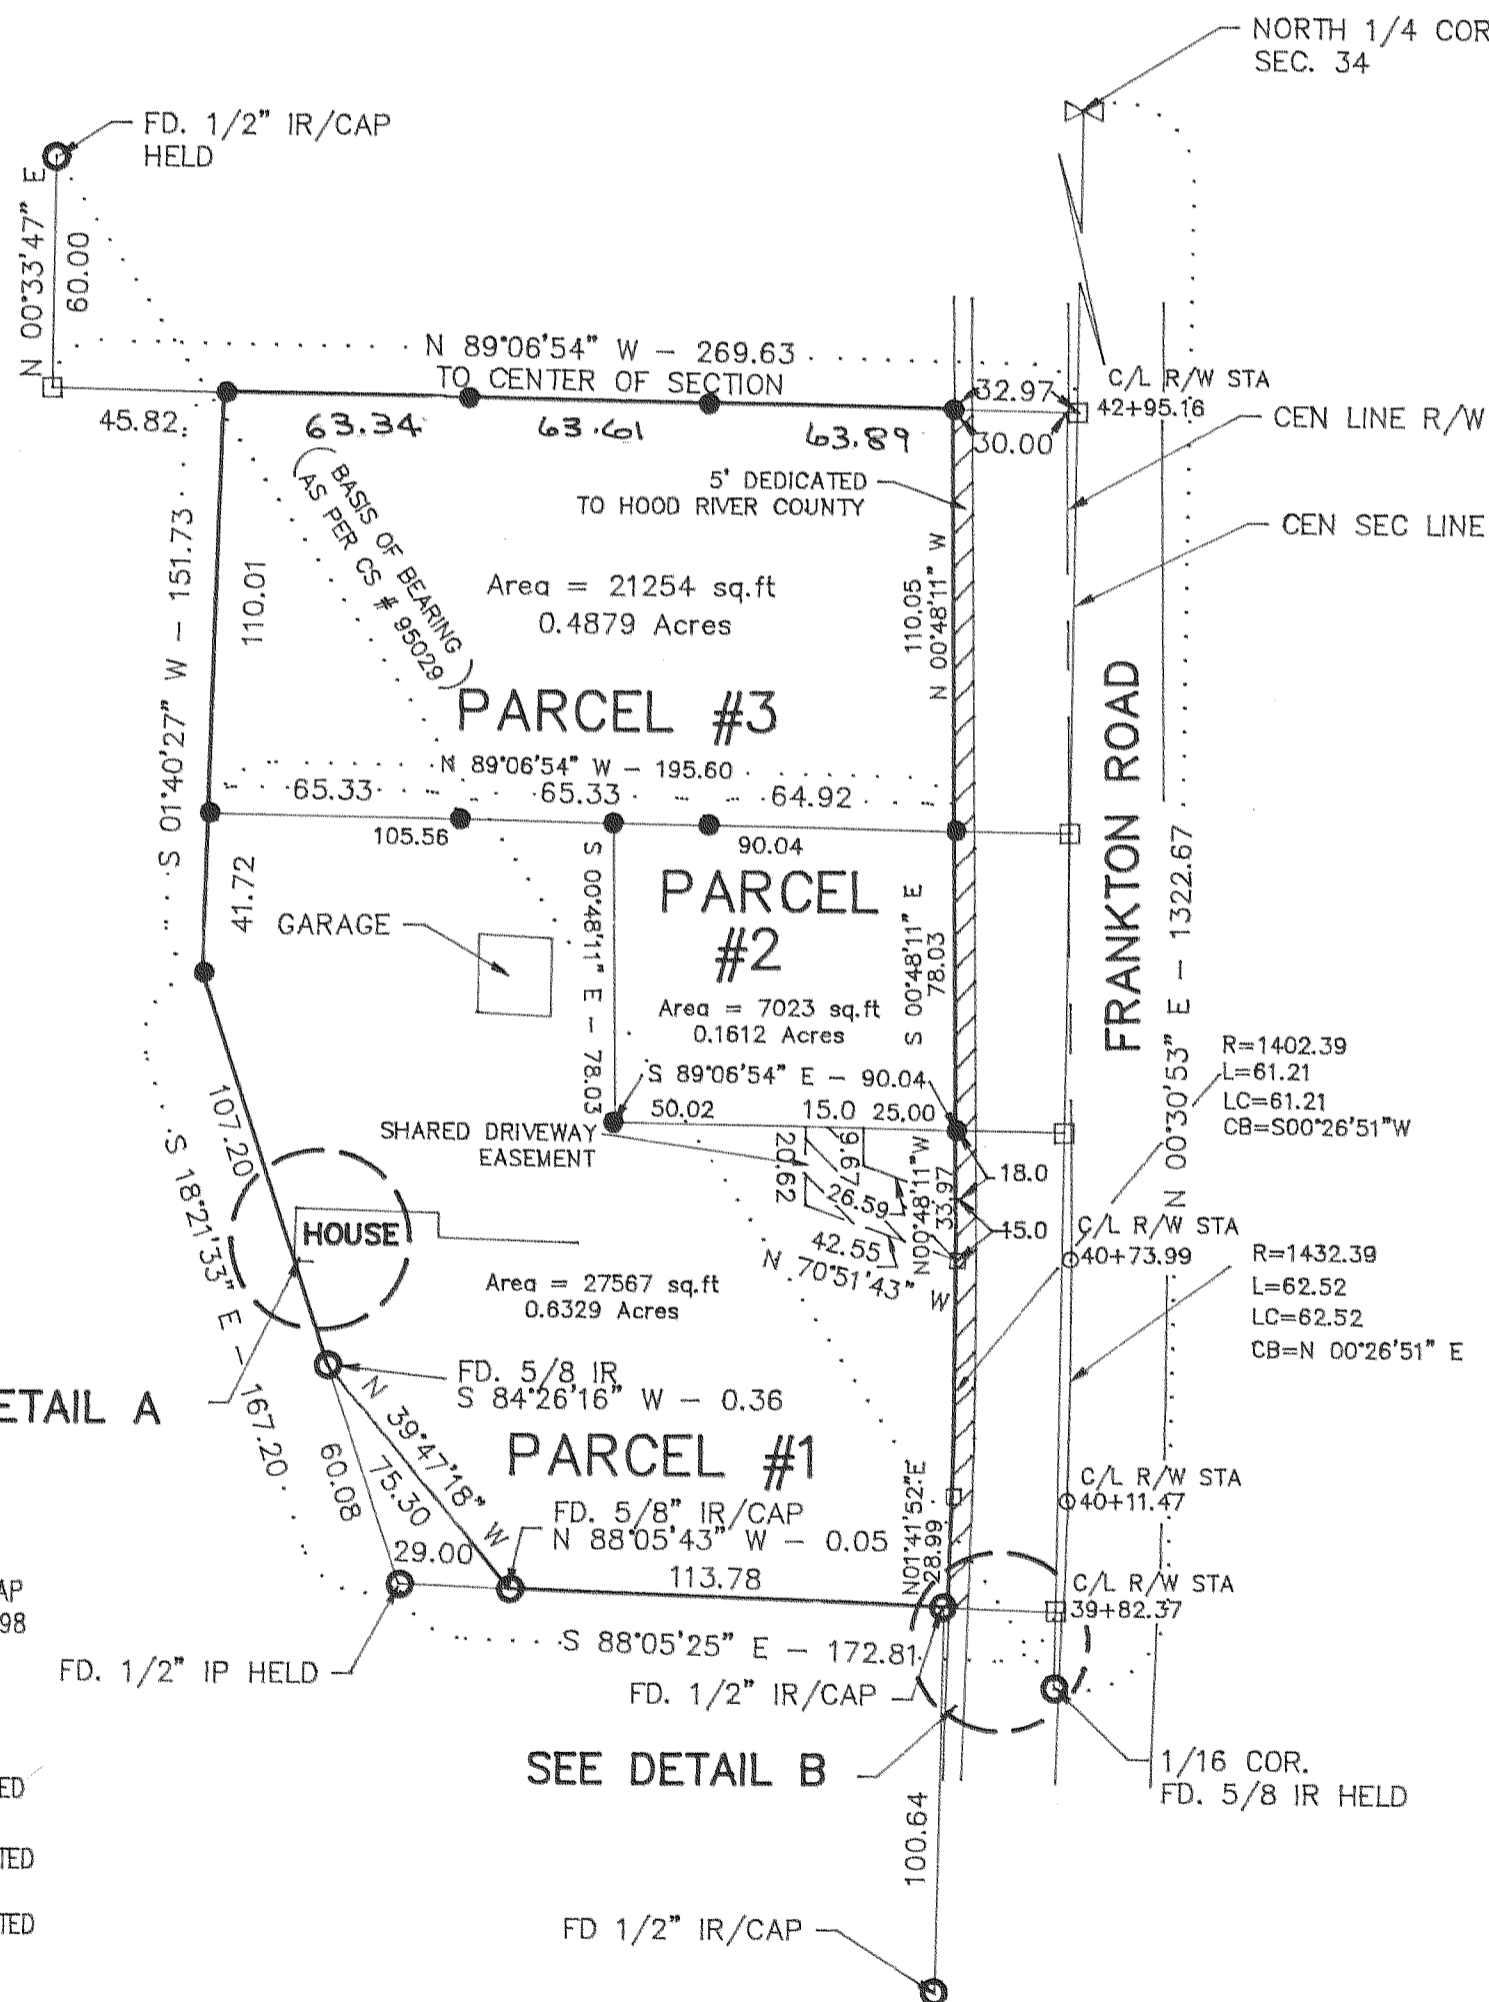 NORTH 1/4 COR
SEC. 34
FD. 1/2" IR/CAP
HELD
N 00°33'47" E
60.00
N 89°06'54" W - 269.63
TO CENTER OF SECTION
45.82
63.34
63.61
63.89
32.97
30.00
C/L R/W STA
42+95.16
CEN LINE R/W
CEN SEC LINE
5' DEDICATED
TO HOOD RIVER COUNTY
(BASIS OF BEARING
AS PER CS # 95029)
S 01°40'27" W - 151.73
110.01
Area = 21254 sq.ft
0.4879 Acres
110.05
N 00°48'11" W
PARCEL #3
N 89°06'54" W - 195.60
65.33
65.33
64.92
105.56
90.04
FRANKTON ROAD
N 00°30'53" E - 1322.67
41.72
GARAGE
S 00°48'11" E - 78.03
PARCEL
#2
Area = 7023 sq.ft
0.1612 Acres
S 00°48'11" E
78.03
S 89°06'54" E - 90.04
50.02
15.0
25.00
SHARED DRIVEWAY
EASEMENT
20.62
9.67
26.59
42.55
N 70°51'43" W
N00°48'11"W
33.97
18.0
45.0
R=1402.39
L=61.21
LC=61.21
CB=S00°26'51"W
C/L R/W STA
40+73.99
R=1432.39
L=62.52
LC=62.52
CB=N 00°26'51" E
107.20
S 18°21'33" E - 167.20
HOUSE
Area = 27567 sq.ft
0.6329 Acres
ETAIL A
FD. 5/8 IR
S 84°26'16" W - 0.36
N 39°47'18" W
75.30
60.08
PARCEL #1
FD. 5/8" IR/CAP
N 88°05'43" W - 0.05
29.00
113.78
N01°41'52"E
28.99
C/L R/W STA
40+11.47
C/L R/W STA
39+82.37
AP
98
S 88°05'25" E - 172.81
FD. 1/2" IP HELD
FD. 1/2" IR/CAP
SEE DETAIL B
1/16 COR.
FD. 5/8 IR HELD
ED
100.64
TED
TED
FD 1/2" IR/CAP